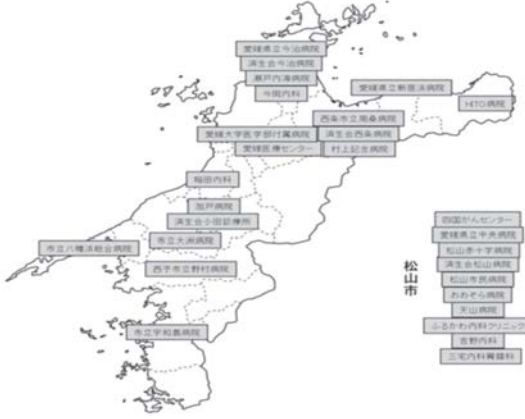 愛媛県立今治病院
済生会今治病院
瀬戸内海病院
今岡内科
愛媛県立新居浜病院
HITO病院
西条市立周桑病院
愛媛大学医学部付属病院
済生会西条病院
愛媛医療センター
村上記念病院
稲田内科
加戸病院
済生会小田診療所
市立大洲病院
市立八幡浜総合病院
西予市立野村病院
市立宇和島病院
松山市
四国がんセンター
愛媛県立中央病院
松山赤十字病院
済生会松山病院
松山市民病院
おおぞら病院
天山病院
ふるかわ内科クリニック
吉野内科
三宅内科胃腸科